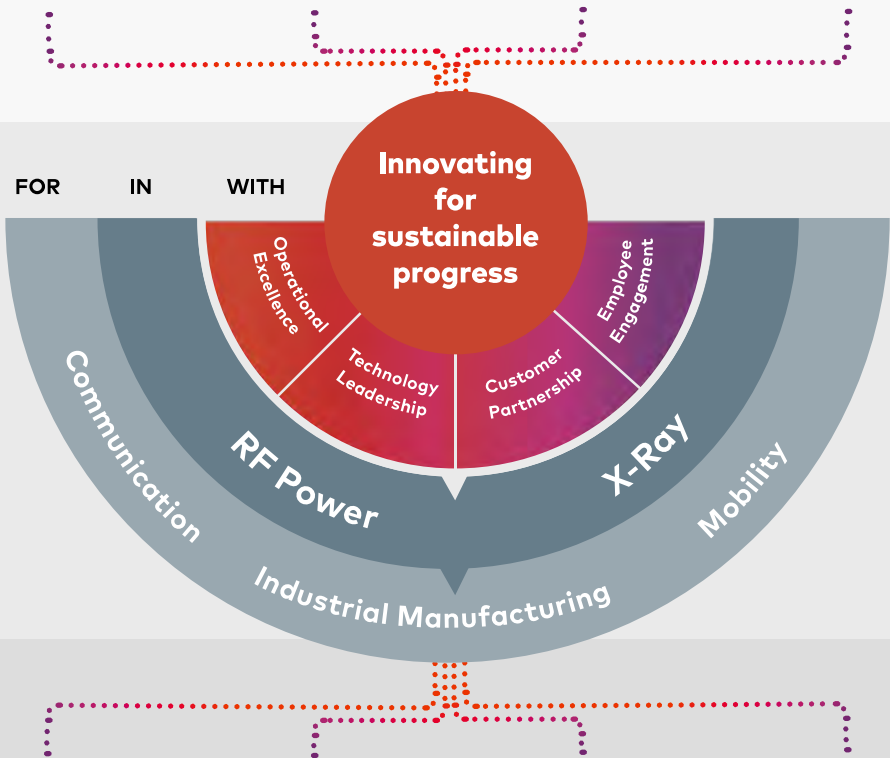 FOR IN WITH
Innovating
for
sustainable
progress
Operational
Excellence
Technology
Leadership
Customer
Partnership
Employee
Engagement
RF Power
X-Ray
Communication
Industrial Manufacturing
Mobility